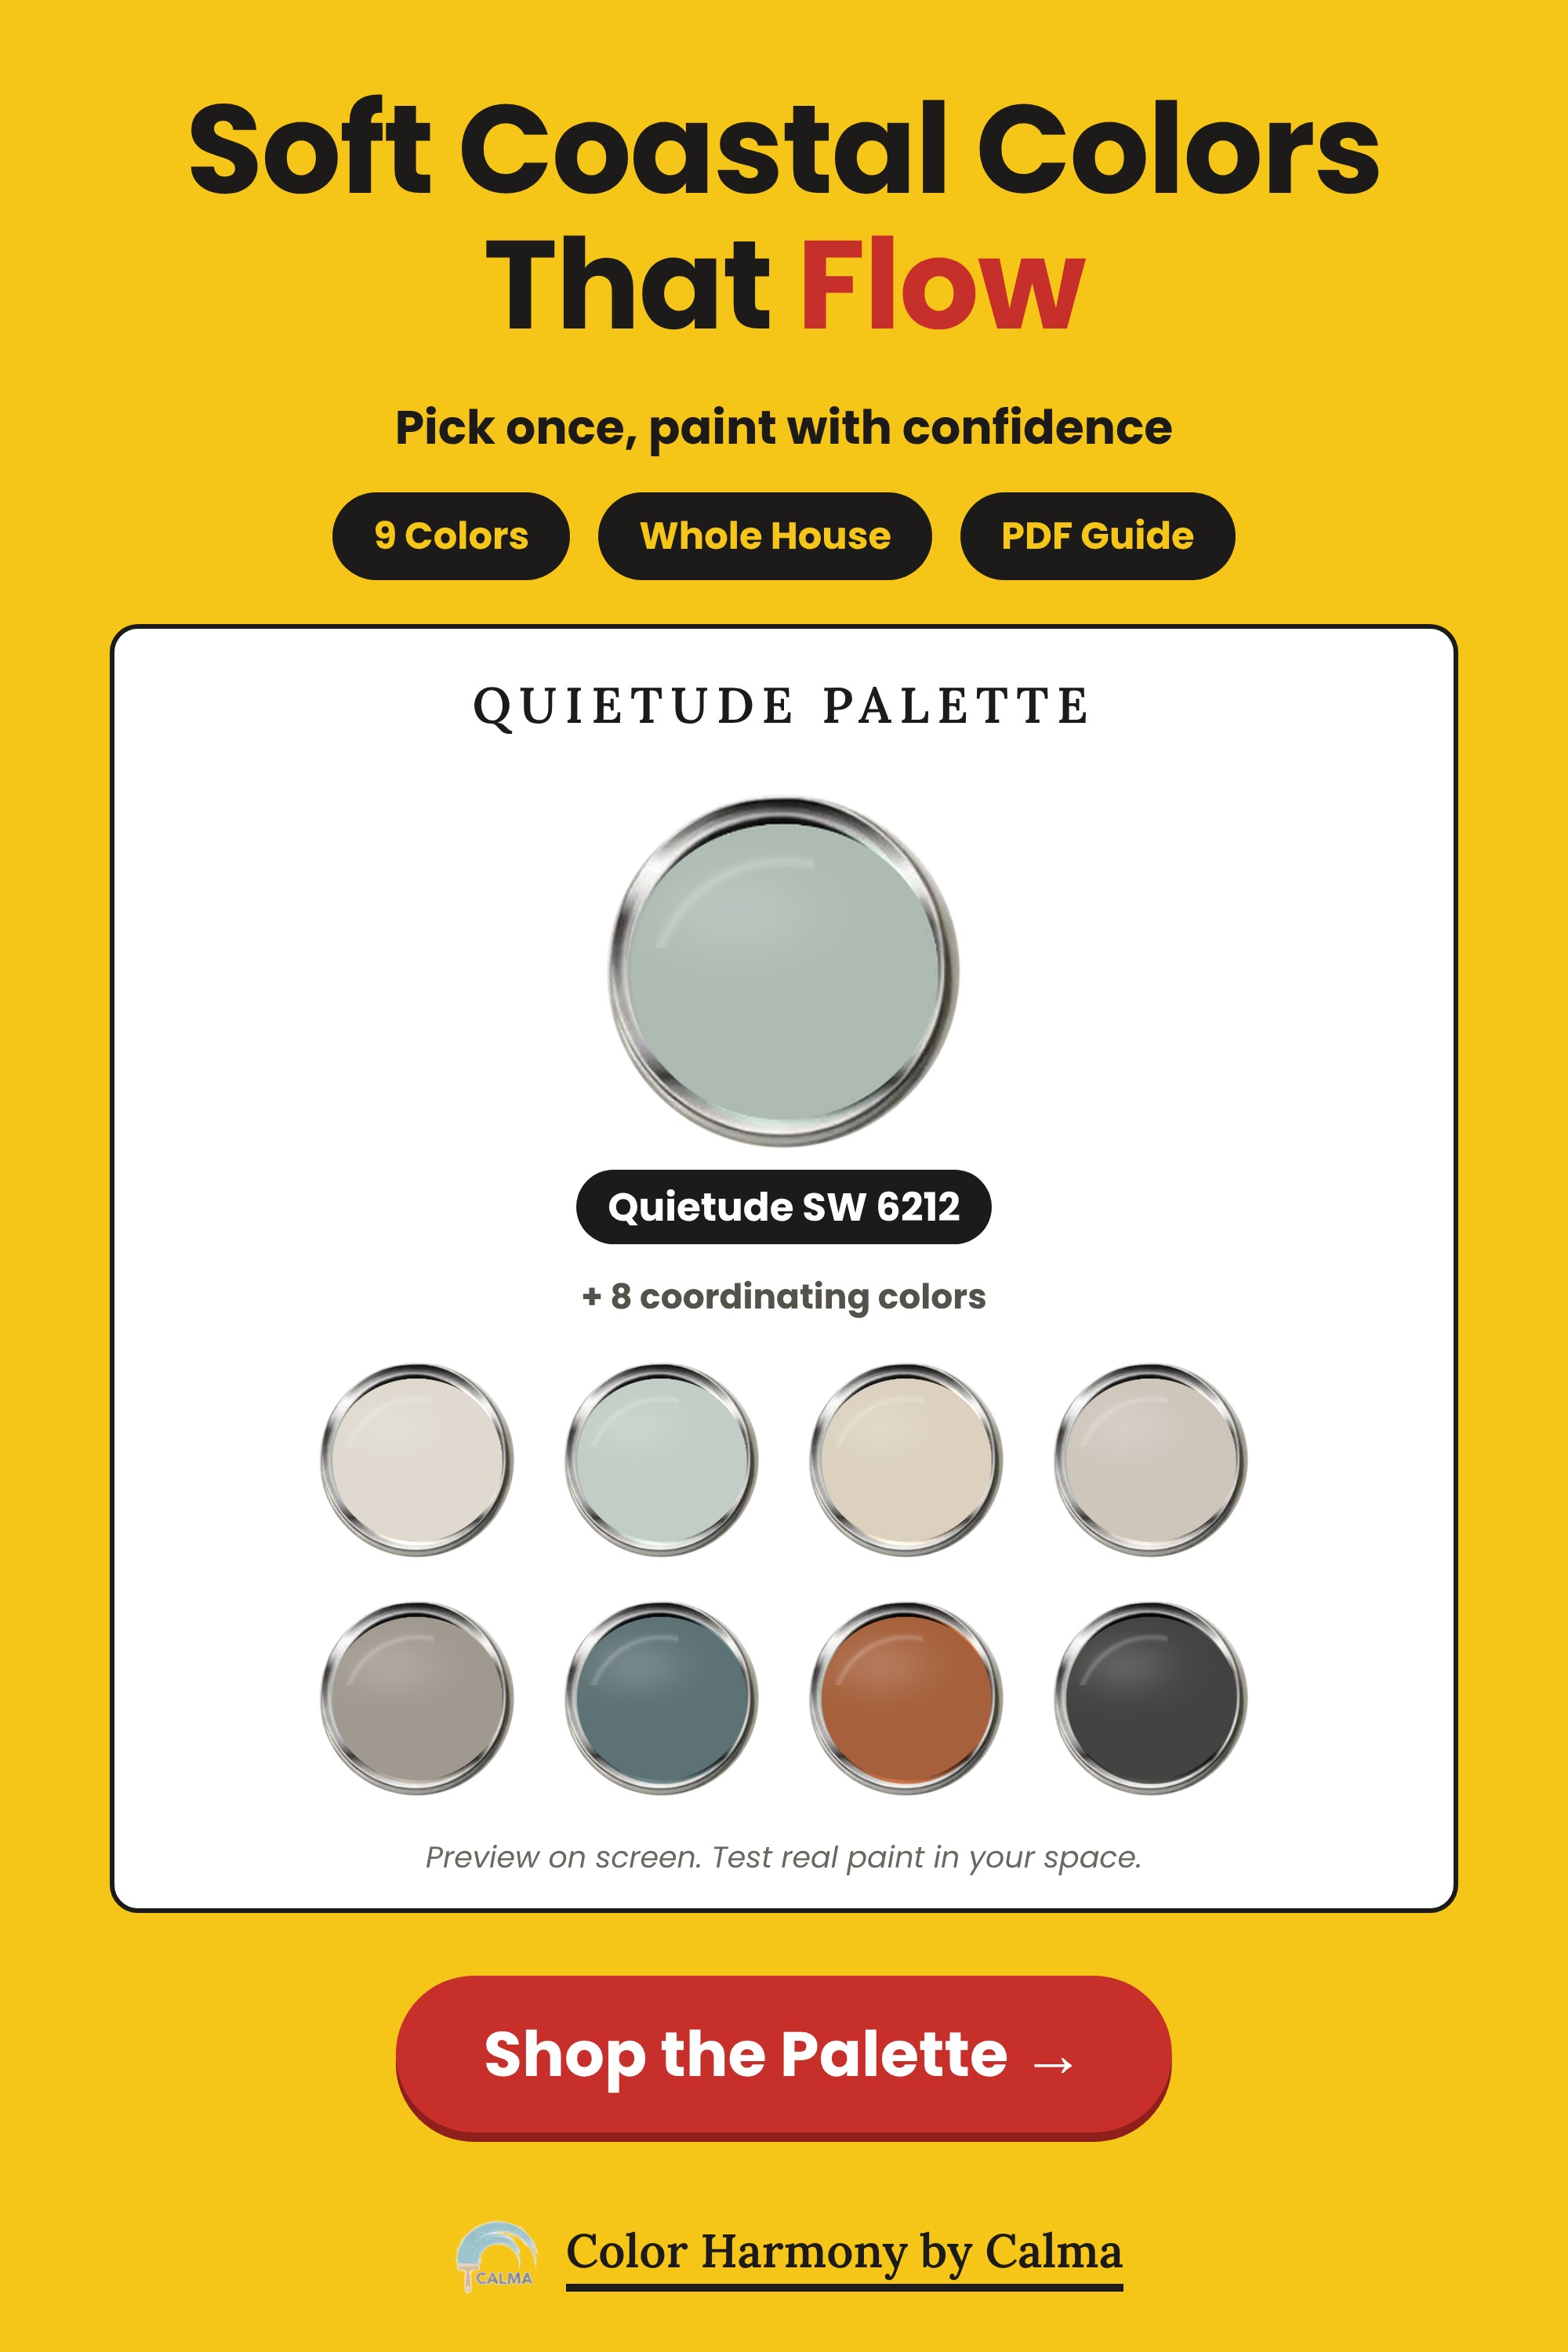 Soft Coastal Colors
That Flow
Pick once, paint with confidence
9 Colors
Whole House
PDF Guide
QUIETUDE PALETTE
Quietude SW 6212
+ 8 coordinating colors
Preview on screen. Test real paint in your space.
Shop the Palette →
CALMA
Color Harmony by Calma